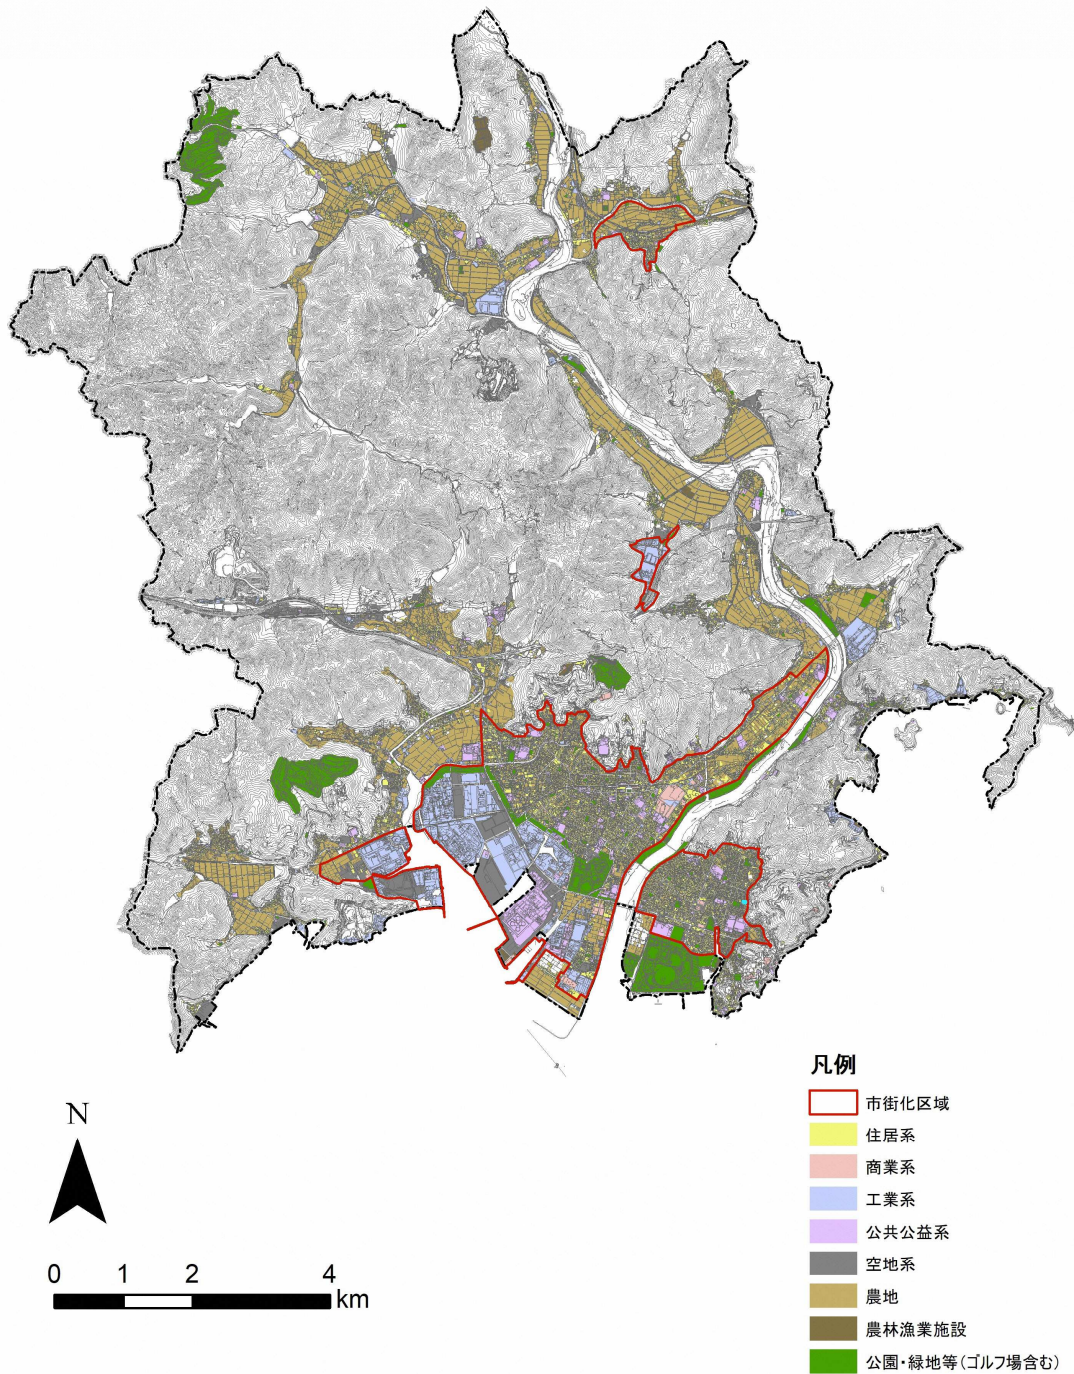 凡例
市街化区域
住居系
商業系
工業系
公共公益系
空地系
農地
農林漁業施設
公園・緑地等(ゴルフ場含む)
N
0 1 2 4
km